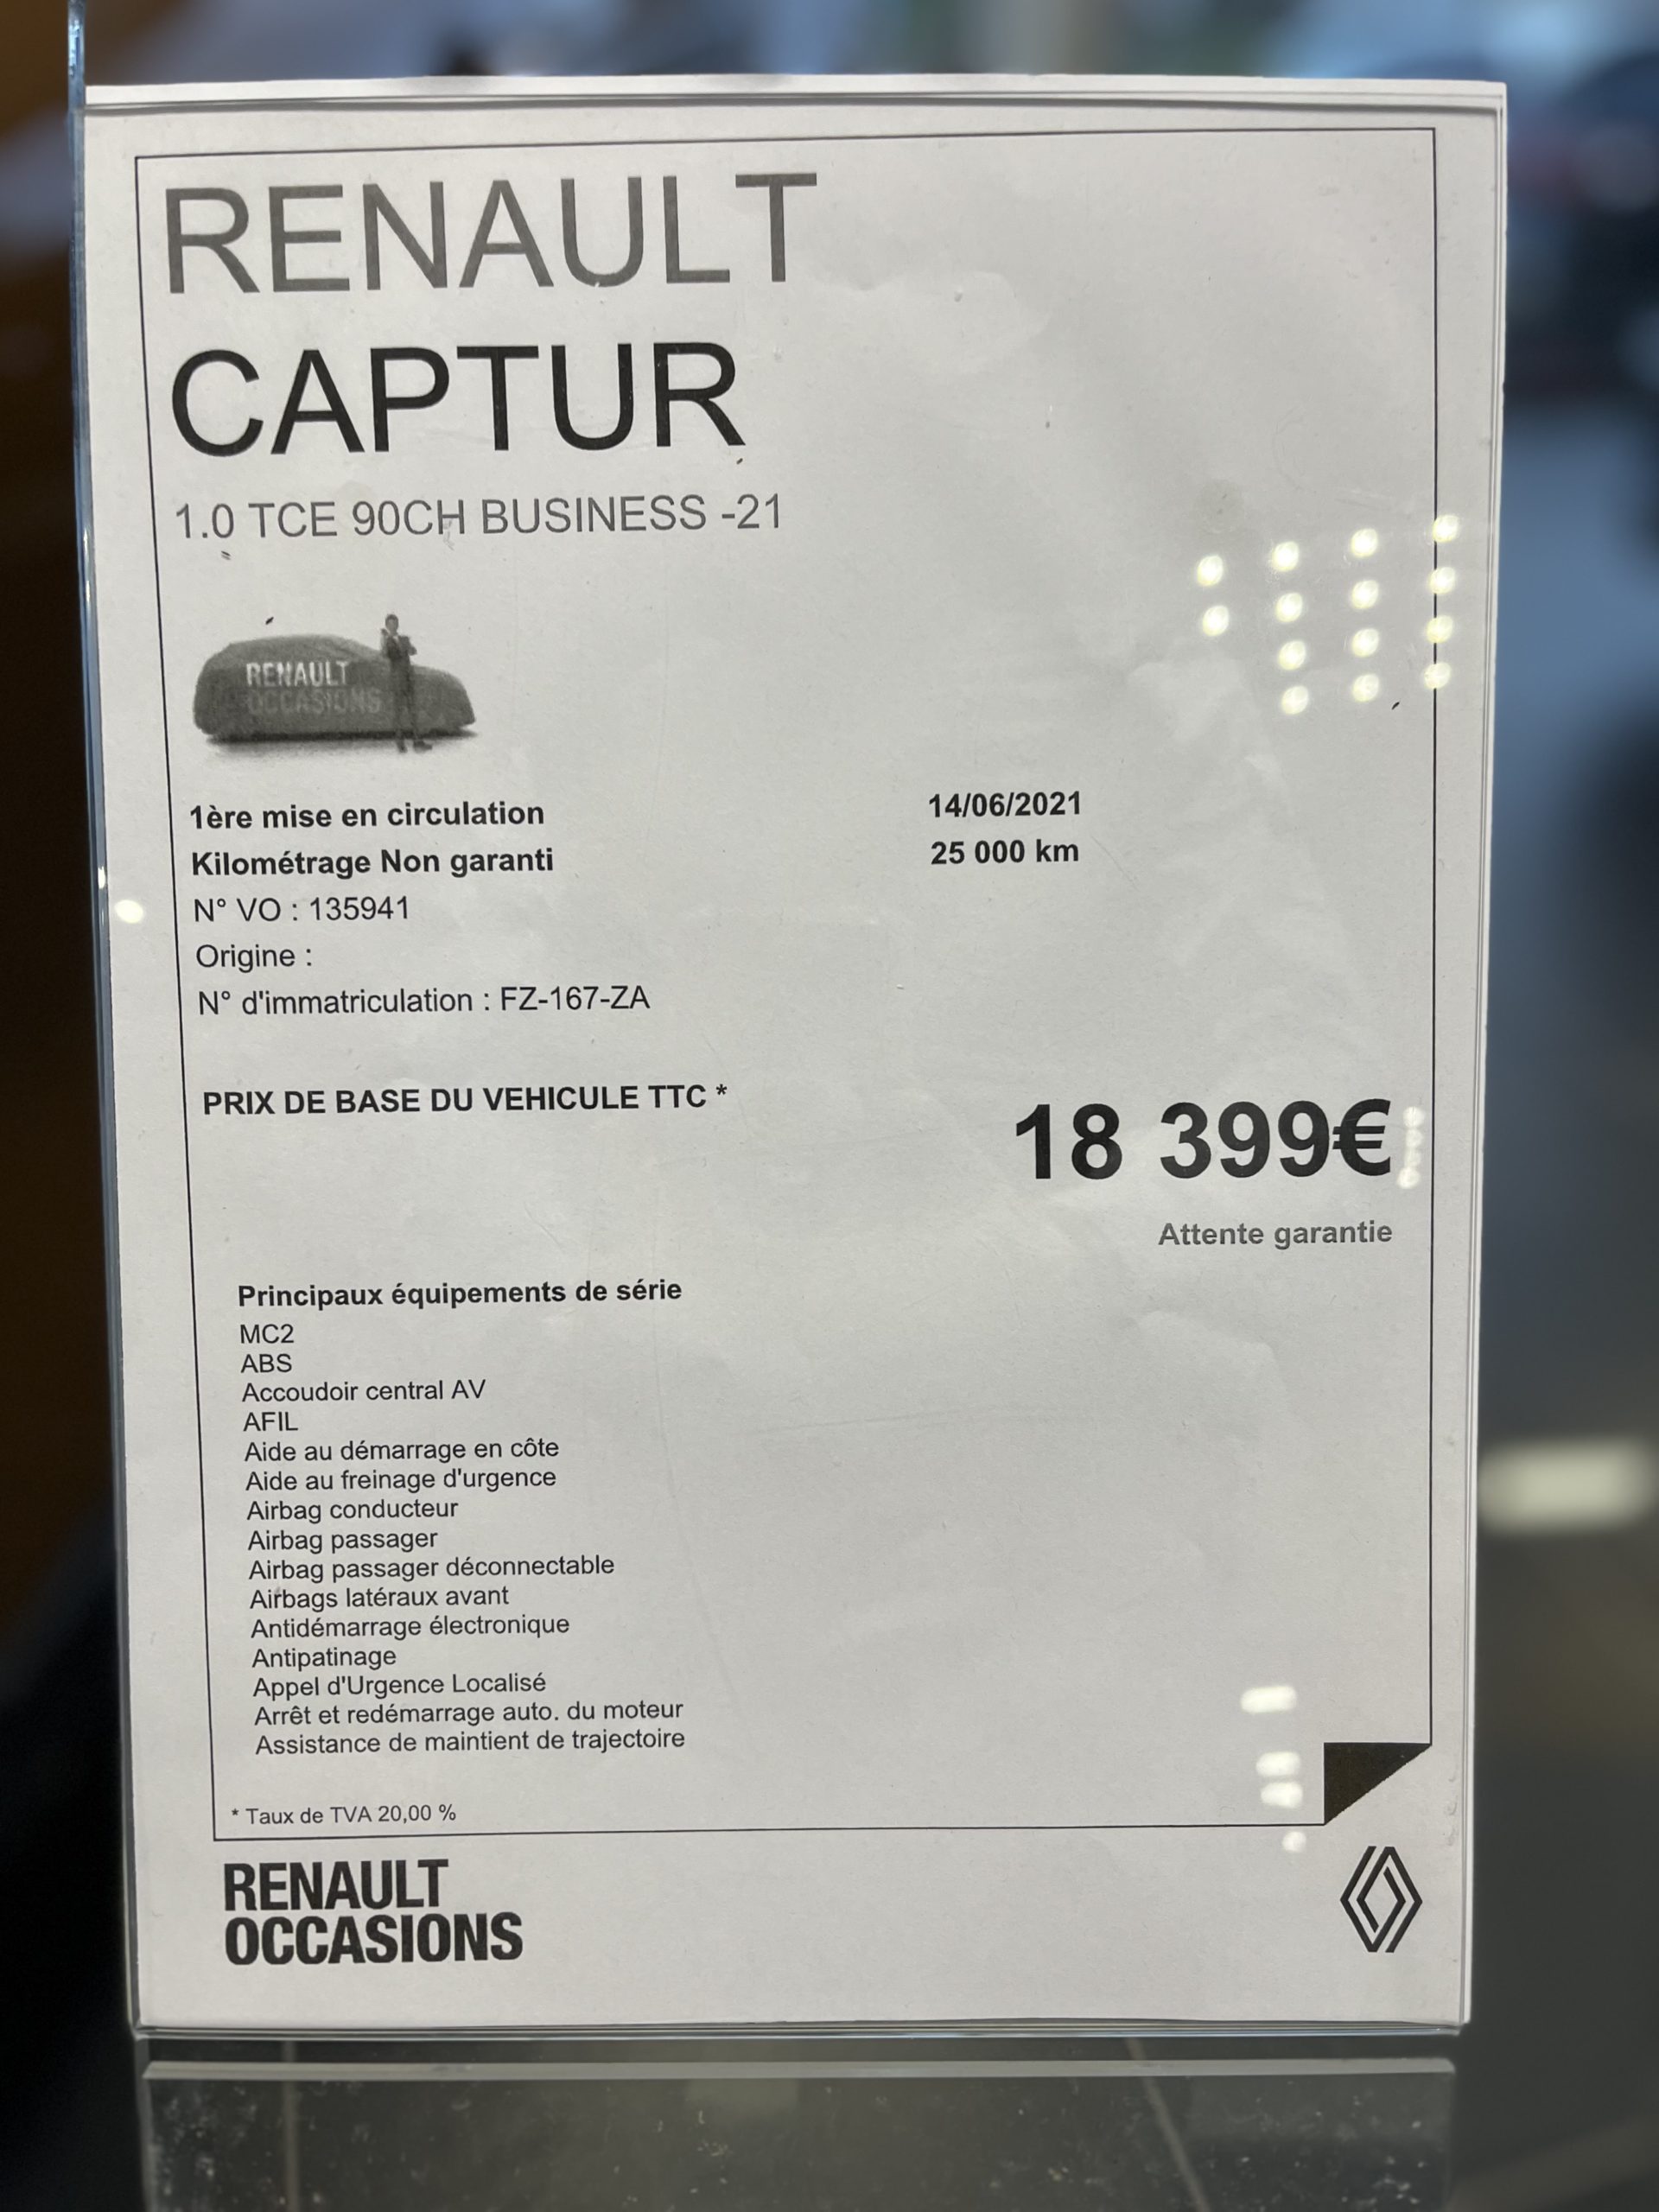 RENAULT
CAPTUR
1.0 TCE 90CH BUSINESS -21
RENAULT
OCCASIONS
1ère mise en circulation 14/06/2021
Kilométrage Non garanti 25 000 km
N° VO : 135941
Origine :
N° d'immatriculation : FZ-167-ZA
PRIX DE BASE DU VEHICULE TTC *
18 399€
Attente garantie
Principaux équipements de série
MC2
ABS
Accoudoir central AV
AFIL
Aide au démarrage en côte
Aide au freinage d'urgence
Airbag conducteur
Airbag passager
Airbag passager déconnectable
Airbags latéraux avant
Antidémarrage électronique
Antipatinage
Appel d'Urgence Localisé
Arrêt et redémarrage auto. du moteur
Assistance de maintient de trajectoire
* Taux de TVA 20,00 %
RENAULT
OCCASIONS